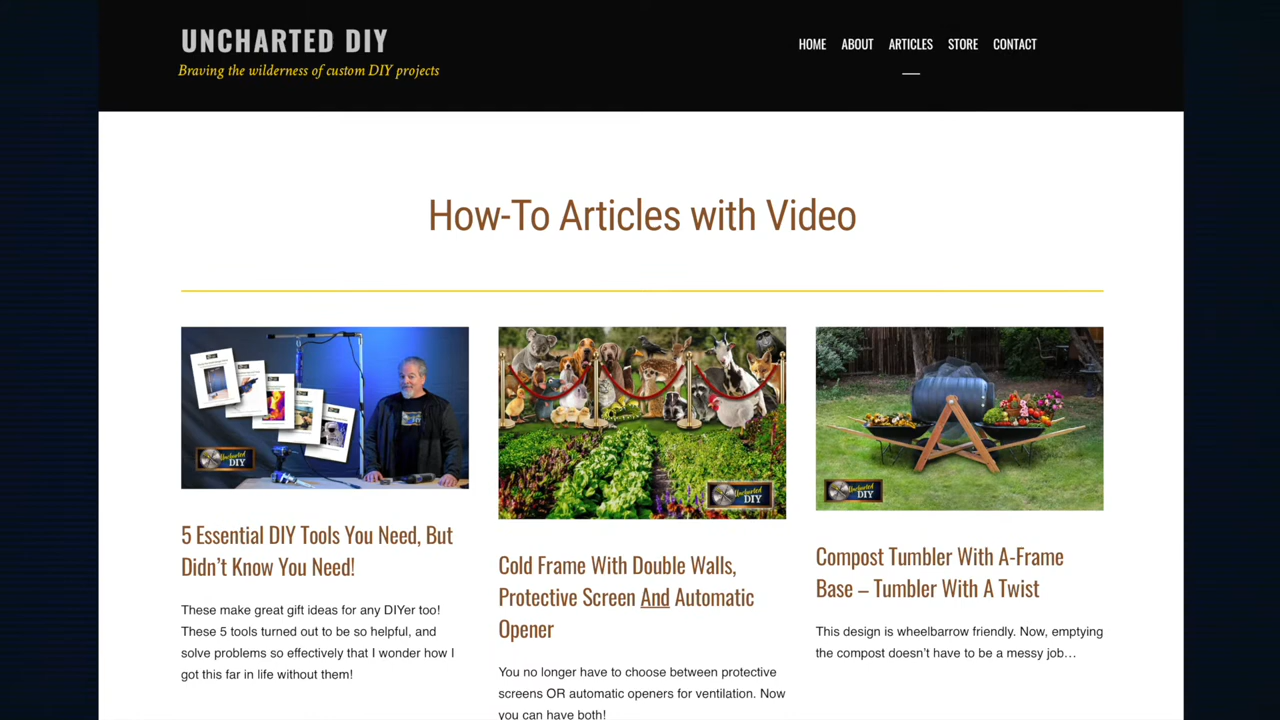 UNCHARTED DIY
Braving the wilderness of custom DIY projects
HOME ABOUT ARTICLES STORE CONTACT
How-To Articles with Video
Uncharted
DIY
5 Essential DIY Tools You Need, But
Didn't Know You Need!
These make great gift ideas for any DIYer too!
These 5 tools turned out to be so helpful, and
solve problems so effectively that I wonder how I
got this far in life without them!
Uncharted
DIY
Cold Frame With Double Walls,
Protective Screen And Automatic
Opener
You no longer have to choose between protective
screens OR automatic openers for ventilation. Now
you can have both!
Uncharted
DIY
Compost Tumbler With A-Frame
Base – Tumbler With A Twist
This design is wheelbarrow friendly. Now, emptying
the compost doesn't have to be a messy job…